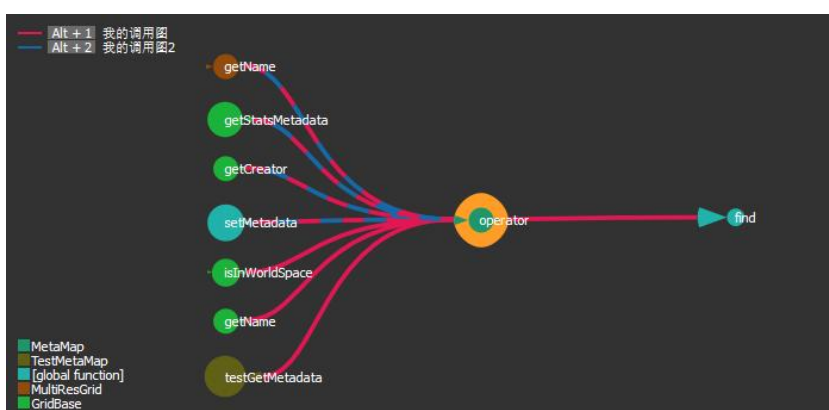 Alt + 1 我的调用图
Alt + 2 我的调用图2
getName
getStatsMetadata
getCreator
setMetadata
operator
find
isInWorldSpace
getName
testGetMetadata
MetaMap
TestMetaMap
[global function]
MultiResGrid
GridBase